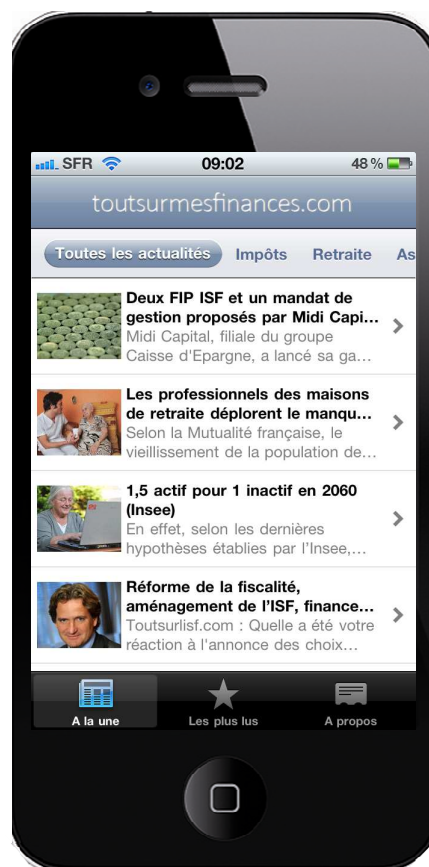 SFR 09:02 48 %
toutsurmesfinances.com
Toutes les actualités Impôts Retraite As
Deux FIP ISF et un mandat de
gestion proposés par Midi Capi...
Midi Capital, filiale du groupe
Caisse d'Epargne, a lancé sa ga...
Les professionnels des maisons
de retraite déplorent le manqu...
Selon la Mutualité française, le
vieillissement de la population de...
1,5 actif pour 1 inactif en 2060
(Insee)
En effet, selon les dernières
hypothèses établies par l'Insee,...
Réforme de la fiscalité,
aménagement de l'ISF, finance...
Toutsurlisf.com : Quelle a été votre
réaction à l'annonce des choix...
A la une Les plus lus A propos